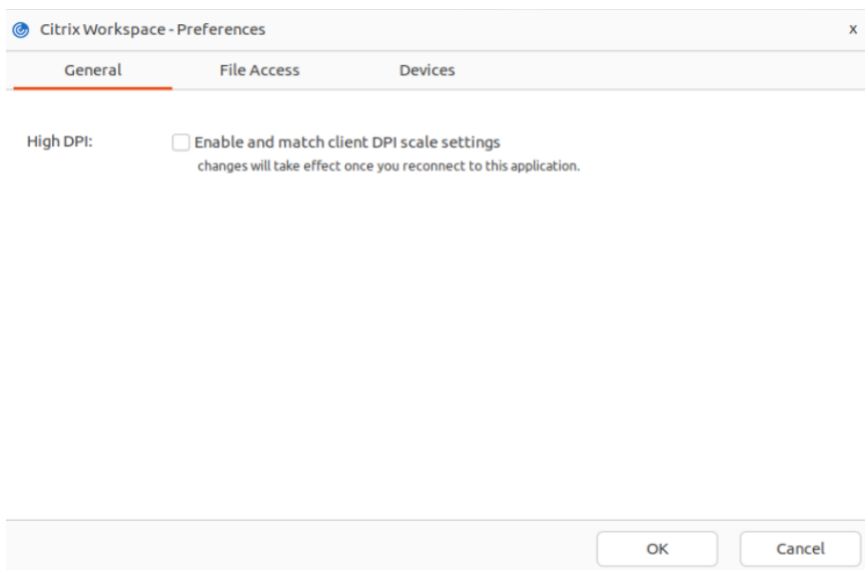 Citrix Workspace - Preferences x
General File Access Devices
High DPI: Enable and match client DPI scale settings
changes will take effect once you reconnect to this application.
OK Cancel